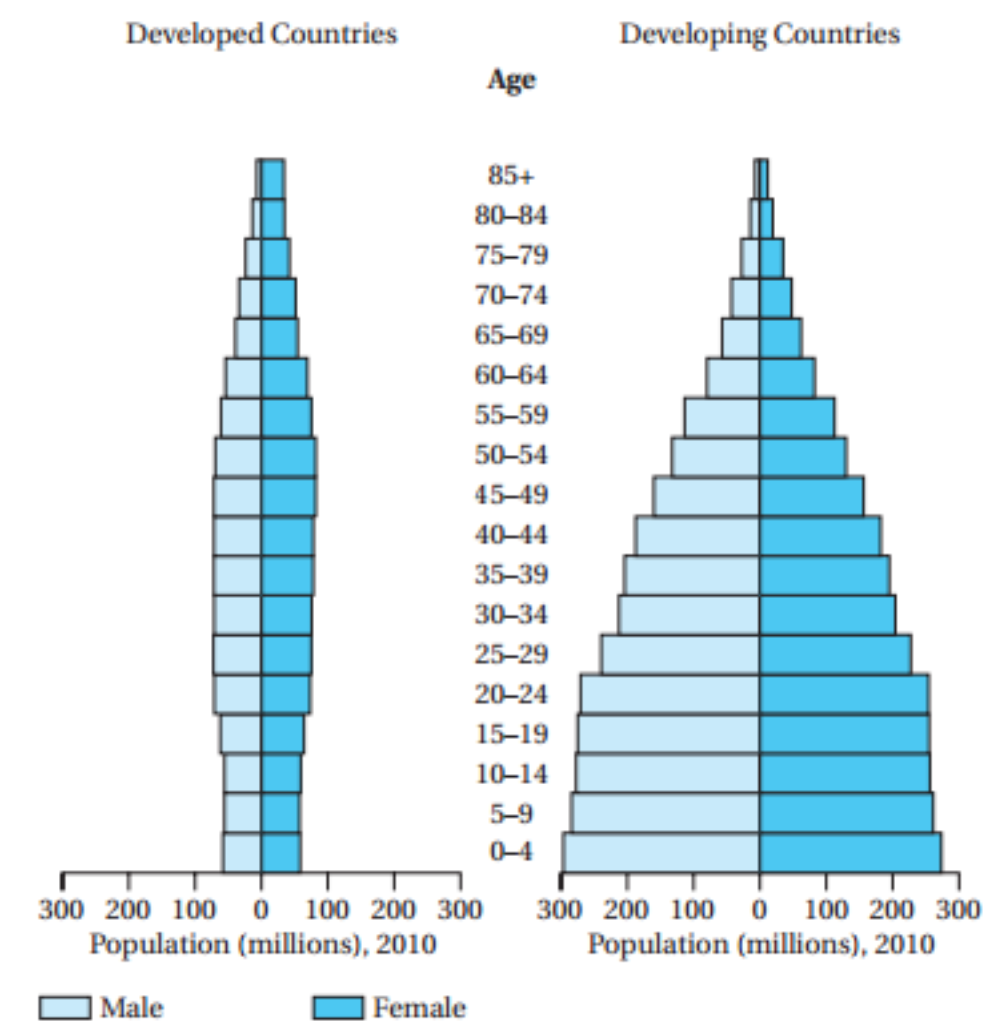 Developed Countries
Developing Countries
Age
85+
80–84
75–79
70–74
65–69
60–64
55–59
50–54
45–49
40–44
35–39
30–34
25–29
20–24
15–19
10–14
5–9
0–4
300 200 100 0 100 200 300
300 200 100 0 100 200 300
Population (millions), 2010
Population (millions), 2010
Male
Female